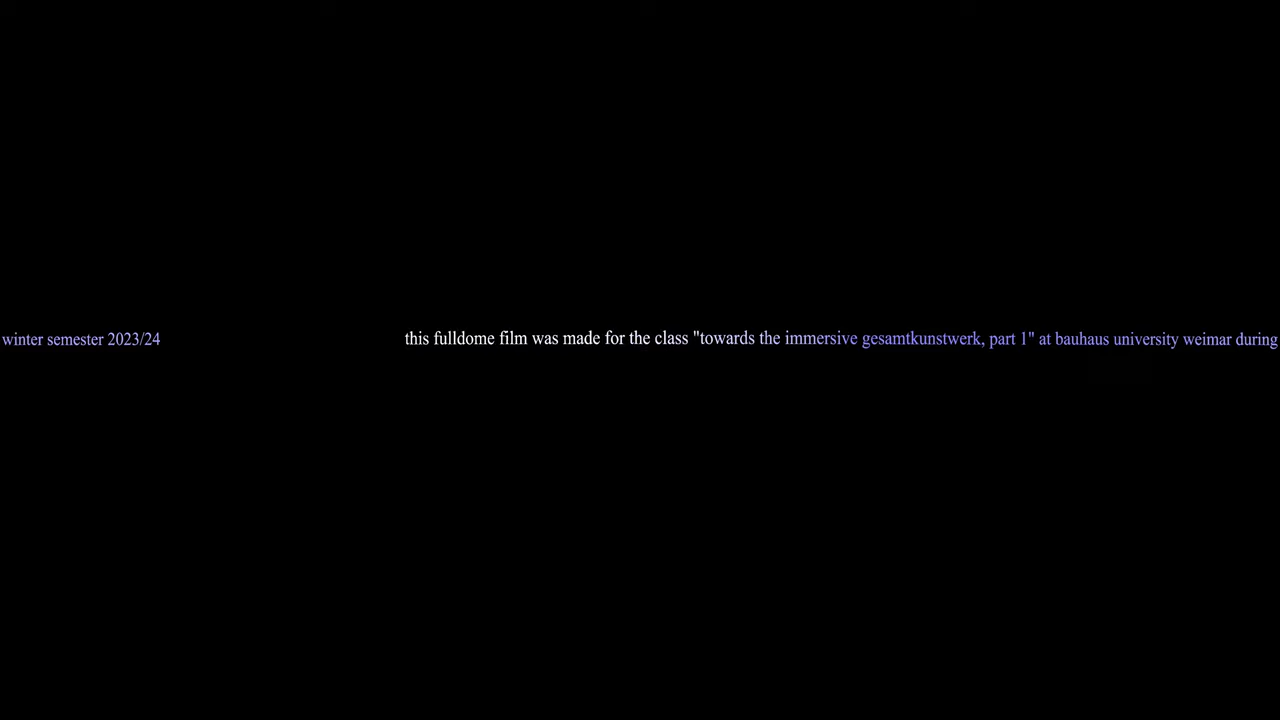 winter semester 2023/24 this fulldome film was made for the class "towards the immersive gesamtkunstwerk, part 1" at bauhaus university weimar during